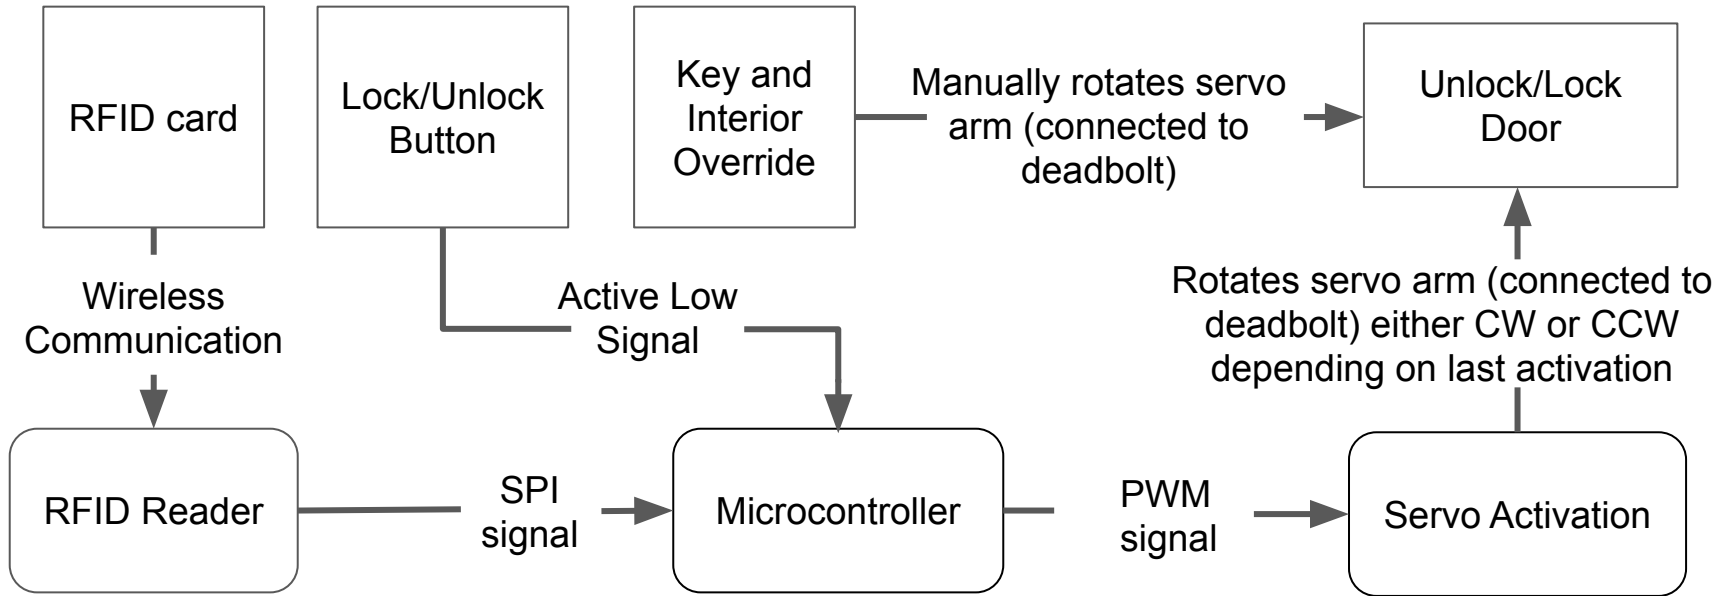 RFID card
Lock/Unlock
Button
Key and
Interior
Override
Manually rotates servo
arm (connected to
deadbolt)
Unlock/Lock
Door
Wireless
Communication
Active Low
Signal
Rotates servo arm (connected to
deadbolt) either CW or CCW
depending on last activation
RFID Reader
SPI
signal
Microcontroller
PWM
signal
Servo Activation